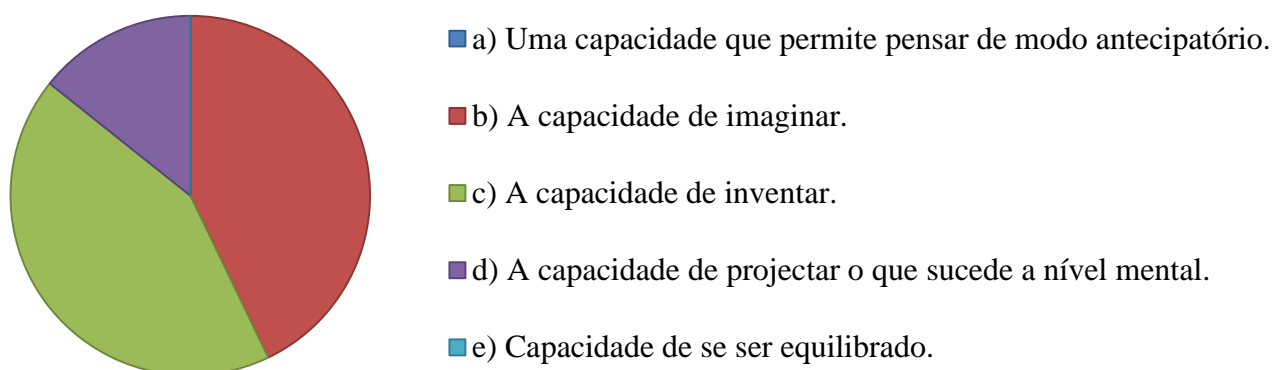 a) Uma capacidade que permite pensar de modo antecipatório.
b) A capacidade de imaginar.
c) A capacidade de inventar.
d) A capacidade de projectar o que sucede a nível mental.
e) Capacidade de se ser equilibrado.